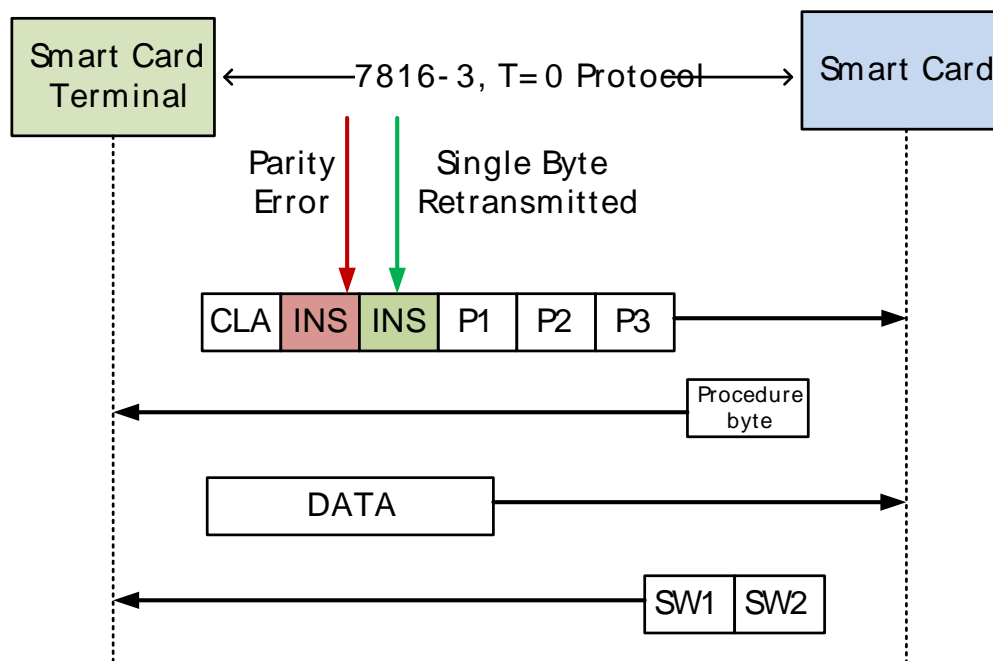 Smart Card
Terminal
7816-3, T=0 Protocol
Smart Card
Parity
Error
Single Byte
Retransmitted
CLA INS INS P1 P2 P3
Procedure
byte
DATA
SW1 SW2